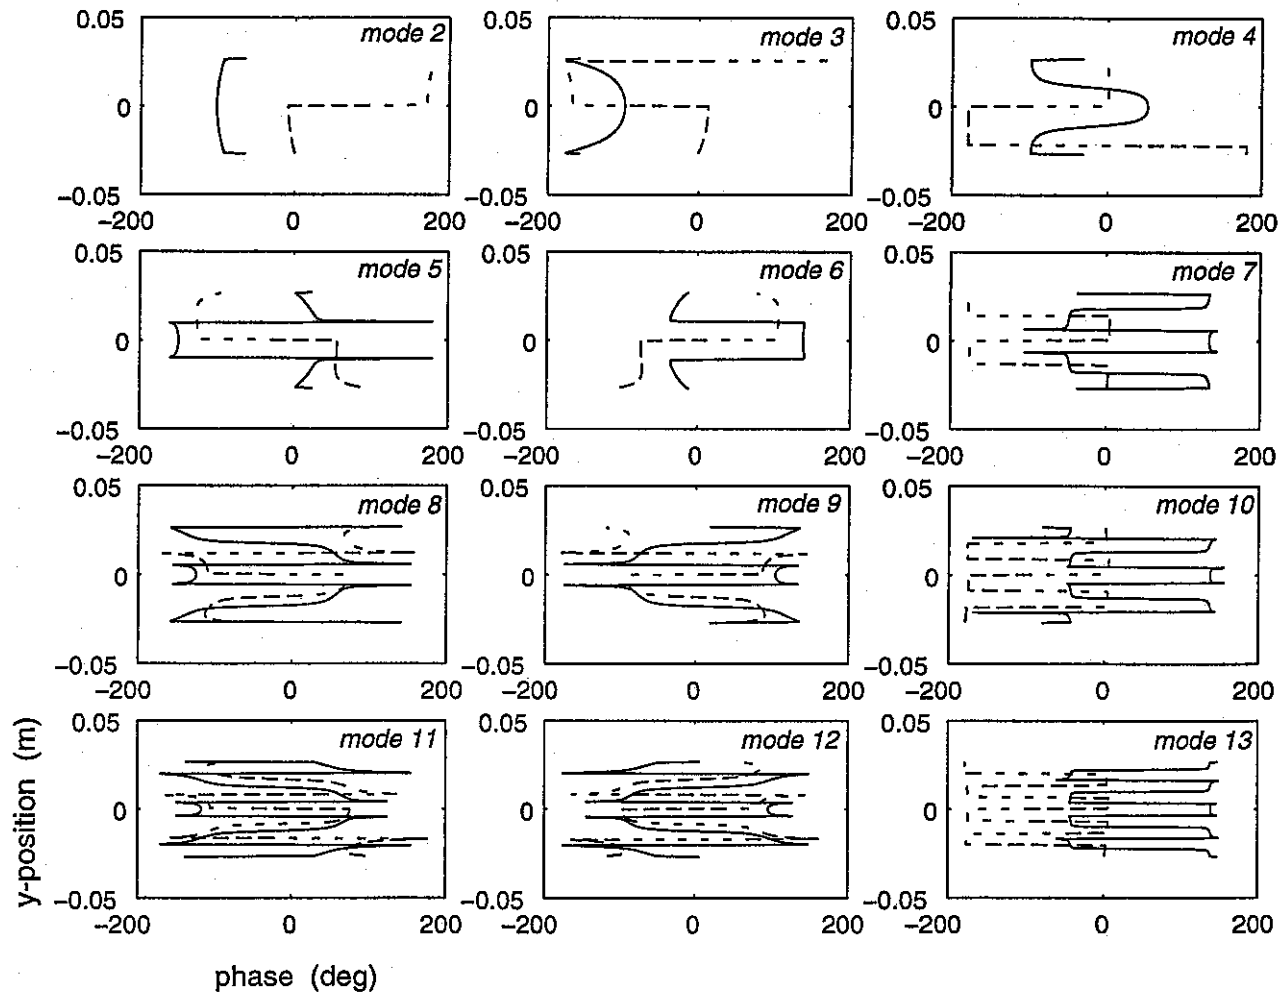 0.05 mode 2 0.05 mode 3 0.05 mode 4
0 0 0
−0.05 −0.05 −0.05
−200 0 200 −200 0 200 −200 0 200
0.05 mode 5 0.05 mode 6 0.05 mode 7
0 0 0
−0.05 −0.05 −0.05
−200 0 200 −200 0 200 −200 0 200
0.05 mode 8 0.05 mode 9 0.05 mode 10
0 0 0
−0.05 −0.05 −0.05
−200 0 200 −200 0 200 −200 0 200
0.05 mode 11 0.05 mode 12 0.05 mode 13
0 0 0
−0.05 −0.05 −0.05
−200 0 200 −200 0 200 −200 0 200
y-position (m)
phase (deg)